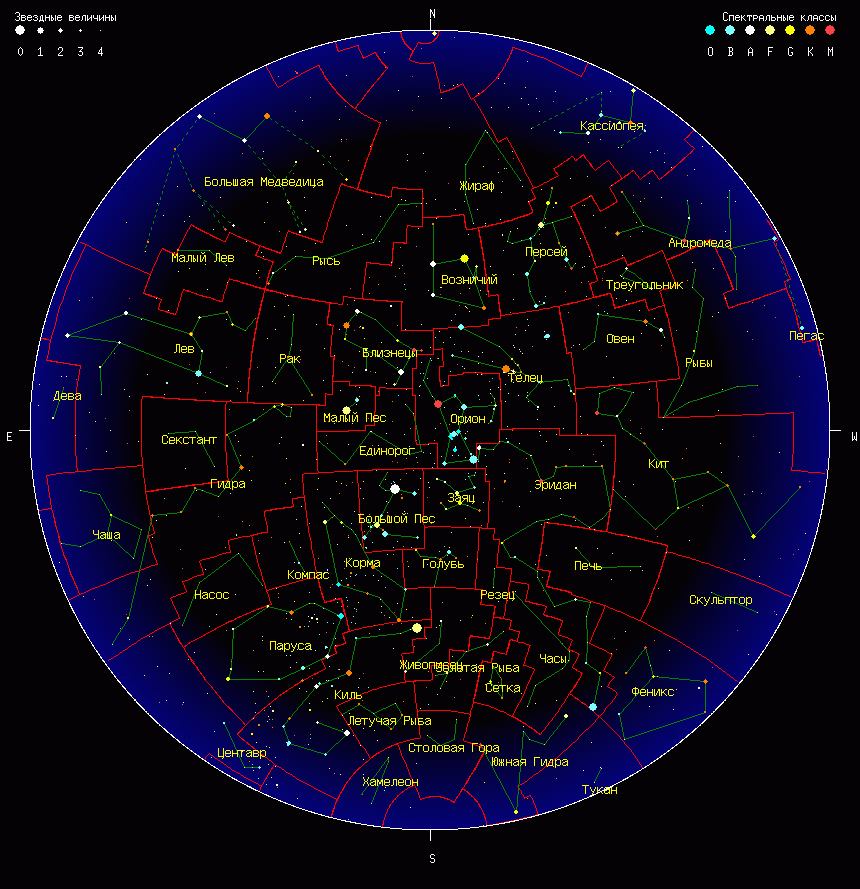 Звездные величины
0 1 2 3 4
N
Спектральные классы
O B A F G K M
Кассиопея
Большая Медведица
Жираф
Андромеда
Малый Лев
Рысь
Персей
Возничий
Треугольник
Пегас
Овен
Лев
Рак
Близнецы
Рыбы
Телец
Дева
Малый Пес
Орион
E
Секстант
W
Единорог
Кит
Гидра
Эридан
Заяц
Большой Пес
Чаша
Корма
Голубь
Печь
Компас
Насос
Резец
Скульптор
Паруса
Часы
Живописец
Золотая Рыба
Сетка
Феникс
Киль
Летучая Рыба
Центавр
Столовая Гора
Южная Гидра
Хамелеон
Тукан
S